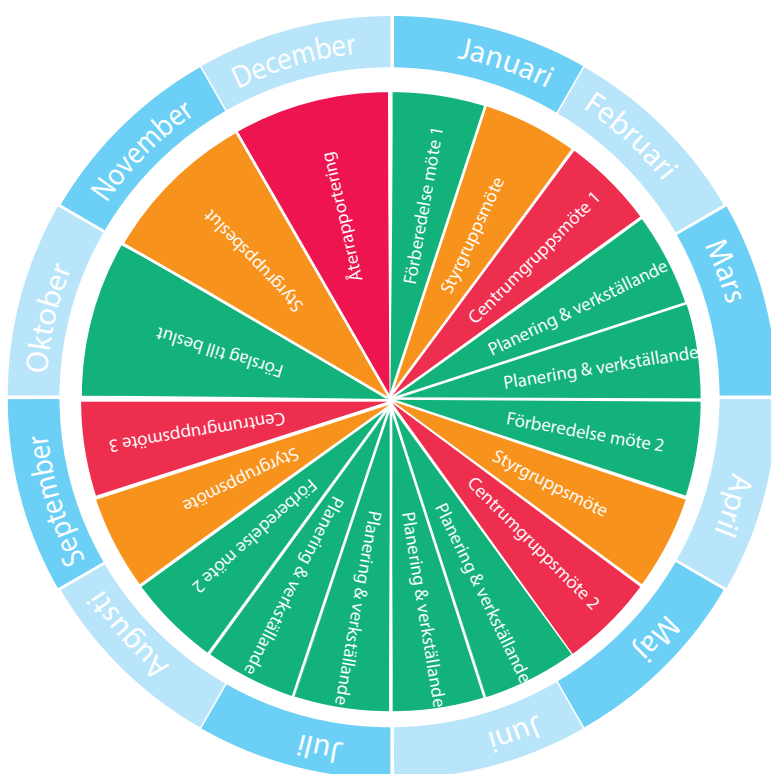 Januari
Februari
Mars
April
Maj
Juni
Juli
Augusti
September
Oktober
November
December
Förberedelse möte 1
Styrgruppsmöte
Centrumgruppsmöte 1
Planering & verkställande
Planering & verkställande
Förberedelse möte 2
Styrgruppsmöte
Centrumgruppsmöte 2
Planering & verkställande
Planering & verkställande
Planering & verkställande
Planering & verkställande
Förberedelse möte 2
Styrgruppsmöte
Centrumgruppsmöte 3
Förslag till beslut
Styrgruppsbeslut
Återrapportering